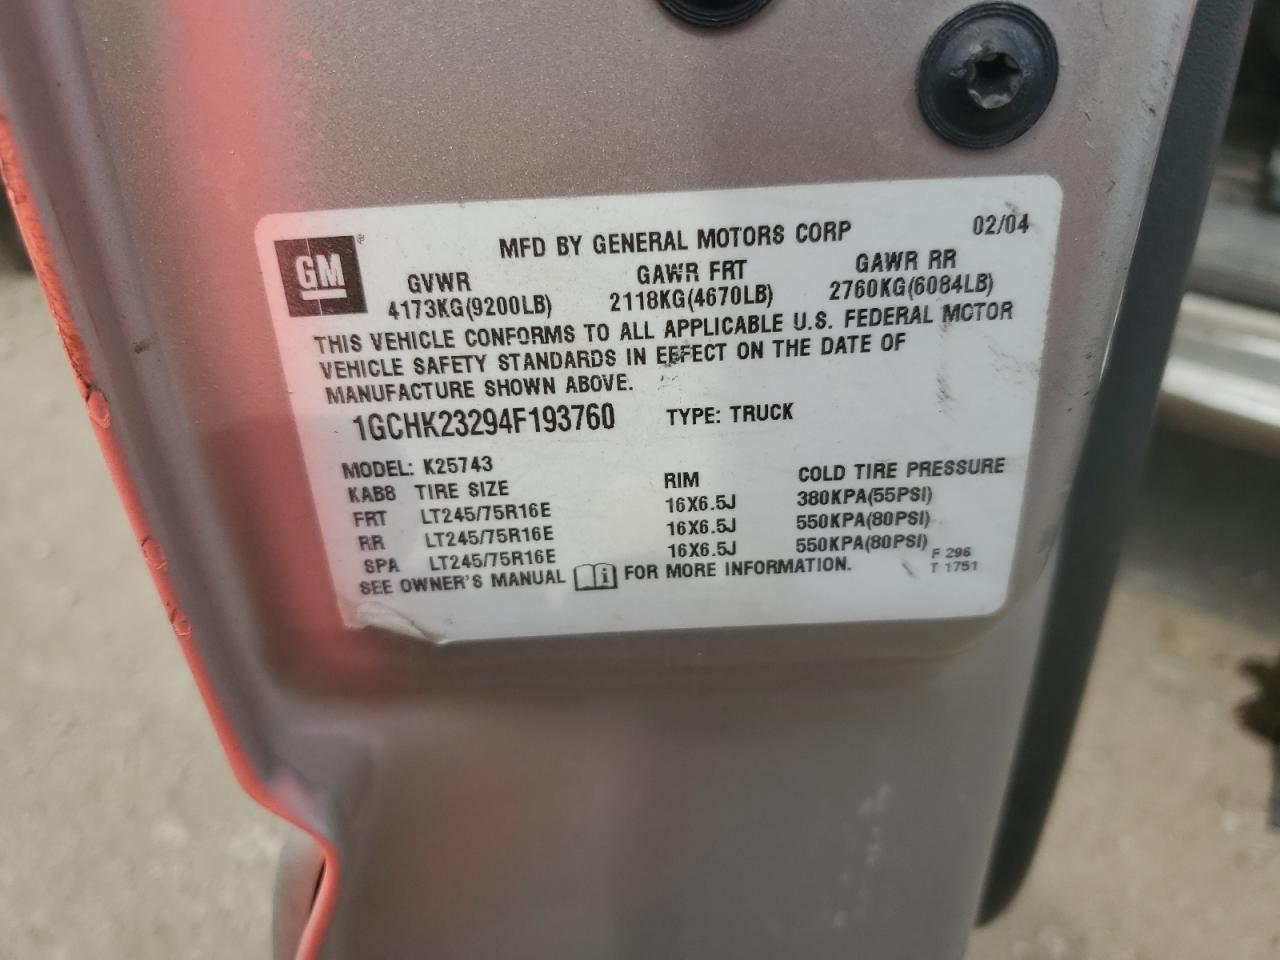 GM
MFD BY GENERAL MOTORS CORP 02/04
GVWR GAWR FRT GAWR RR
4173KG(9200LB) 2118KG(4670LB) 2760KG(6084LB)
THIS VEHICLE CONFORMS TO ALL APPLICABLE U.S. FEDERAL MOTOR
VEHICLE SAFETY STANDARDS IN EFFECT ON THE DATE OF
MANUFACTURE SHOWN ABOVE.
1GCHK23294F193760 TYPE: TRUCK
MODEL: K25743
KAB8 TIRE SIZE RIM COLD TIRE PRESSURE
FRT LT245/75R16E 16X6.5J 380KPA(55PSI)
RR LT245/75R16E 16X6.5J 550KPA(80PSI)
SPA LT245/75R16E 16X6.5J 550KPA(80PSI)
SEE OWNER'S MANUAL i FOR MORE INFORMATION.
F 296
T 1751